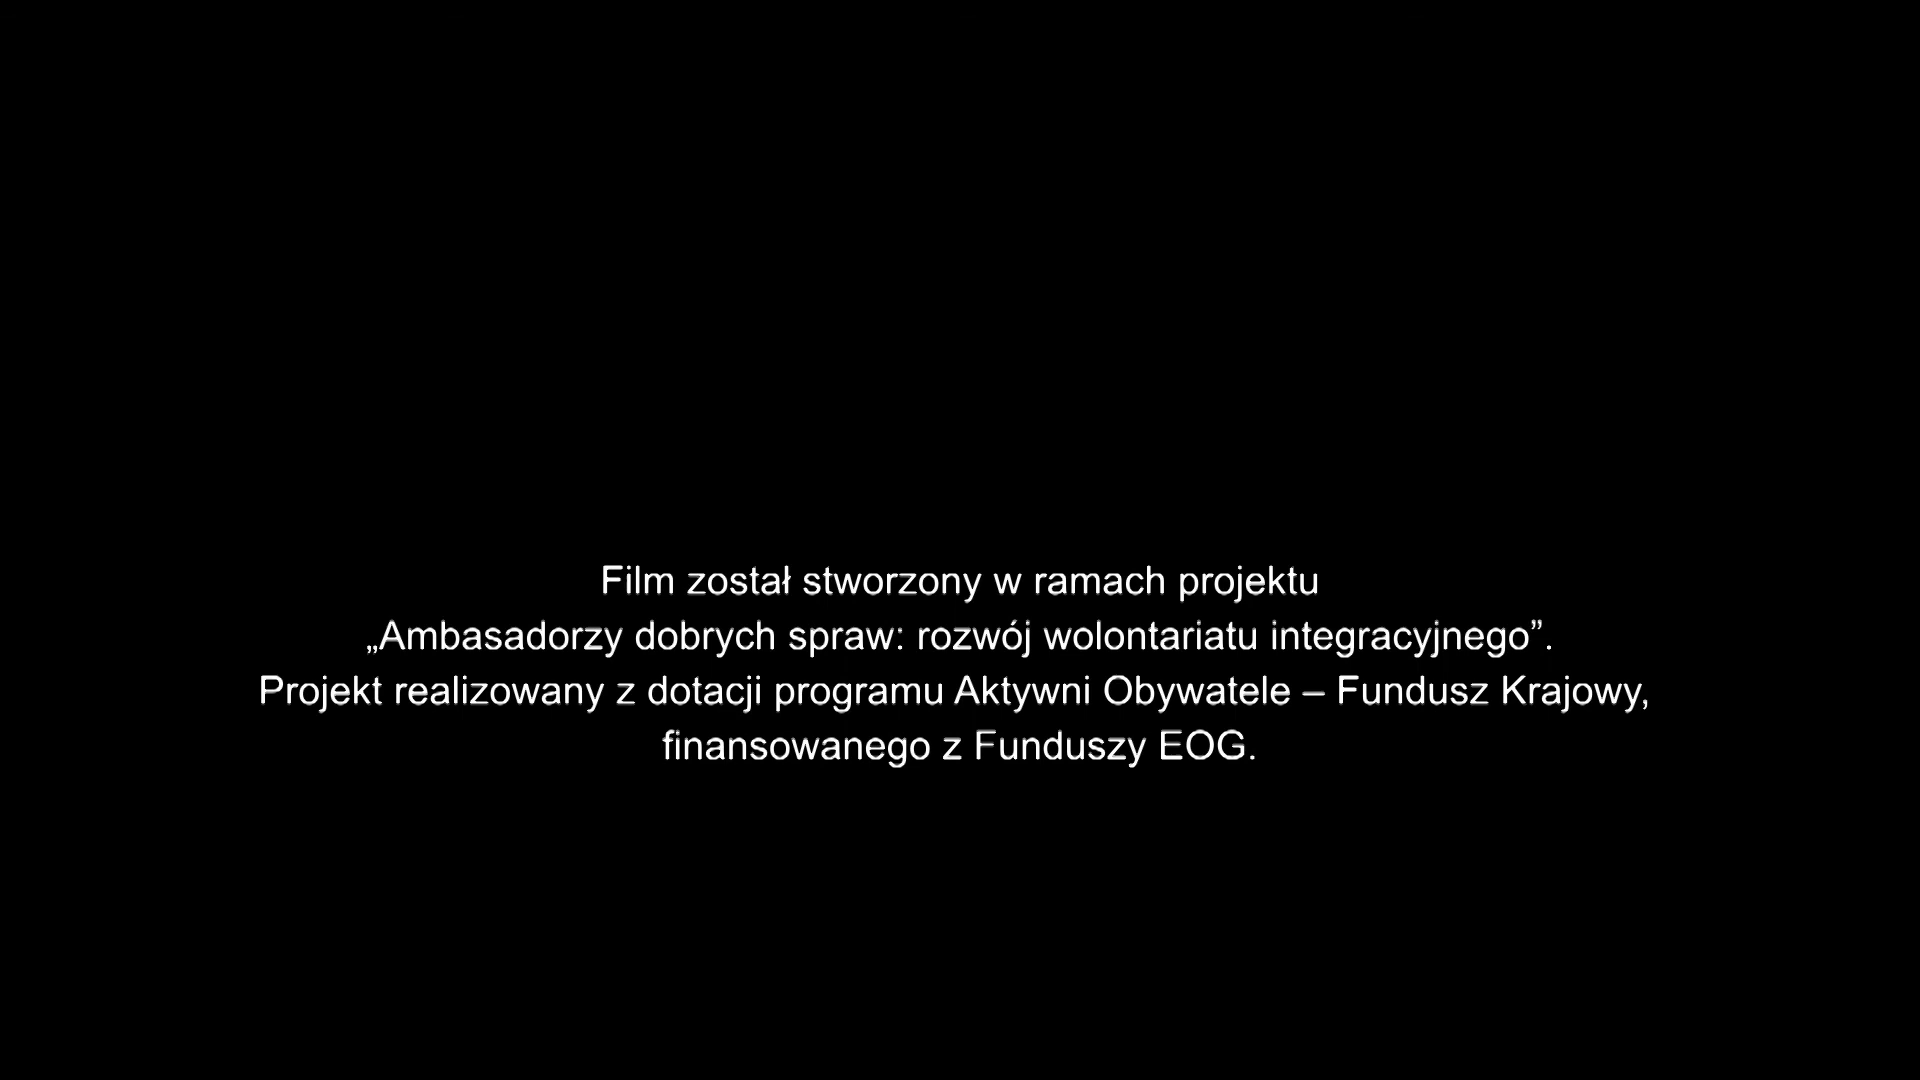 Film został stworzony w ramach projektu
„Ambasadorzy dobrych spraw: rozwój wolontariatu integracyjnego”.
Projekt realizowany z dotacji programu Aktywni Obywatele – Fundusz Krajowy,
finansowanego z Funduszy EOG.